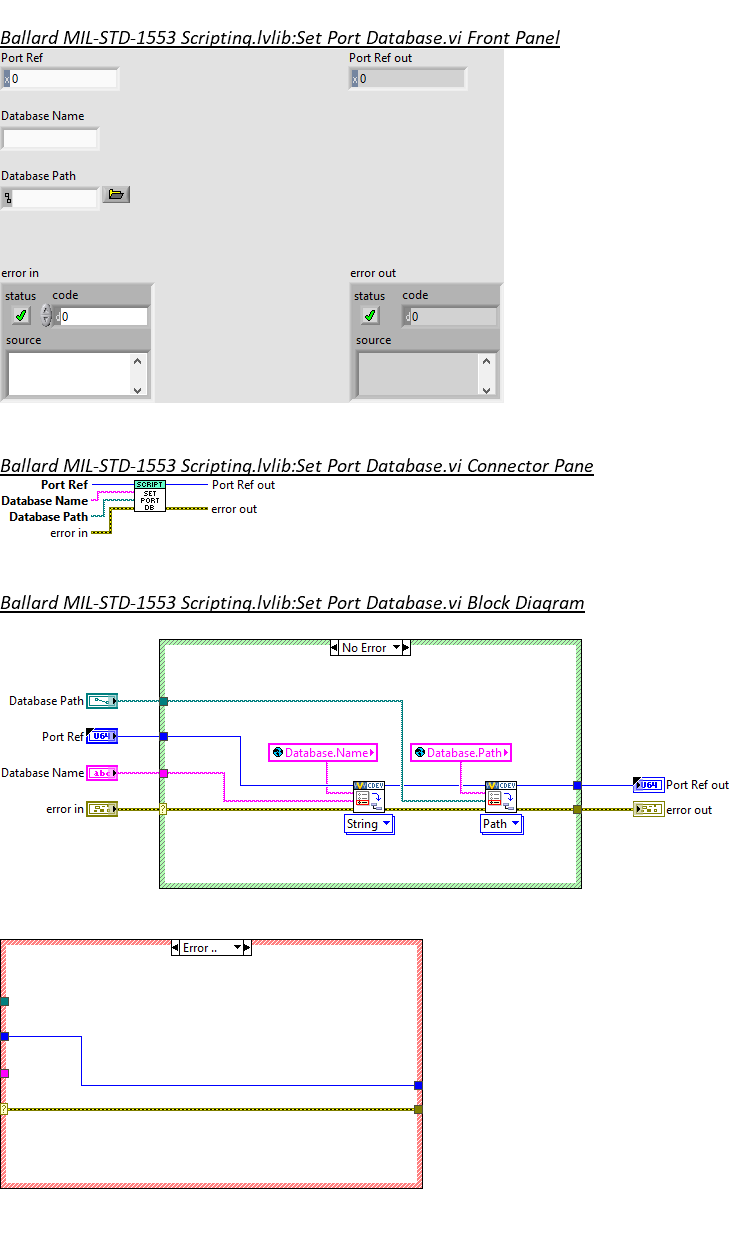 Ballard MIL-STD-1553 Scripting.lvlib:Set Port Database.vi Front Panel
Port Ref
Port Ref out
x 0
x 0
Database Name
Database Path
error in
error out
status code
status code
d 0
d 0
source
source
Ballard MIL-STD-1553 Scripting.lvlib:Set Port Database.vi Connector Pane
Port Ref
Port Ref out
Database Name
Database Path
error in
error out
SCRIPT
SET
PORT
DB
Ballard MIL-STD-1553 Scripting.lvlib:Set Port Database.vi Block Diagram
No Error
Database Path
Port Ref
U64
Database.Name
Database.Path
Database Name
abc
CDEV
CDEV
U64
Port Ref out
error in
?
error out
String
Path
Error ..
?